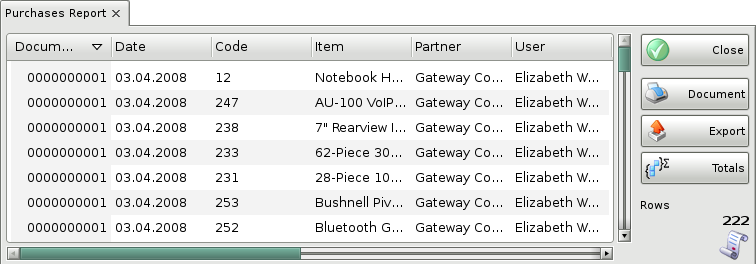 Purchases Report
Docum... Date Code Item Partner User
0000000001 03.04.2008 12 Notebook H... Gateway Co... Elizabeth W...
0000000001 03.04.2008 247 AU-100 VoIP... Gateway Co... Elizabeth W...
0000000001 03.04.2008 238 7" Rearview I... Gateway Co... Elizabeth W...
0000000001 03.04.2008 233 62-Piece 30... Gateway Co... Elizabeth W...
0000000001 03.04.2008 231 28-Piece 10... Gateway Co... Elizabeth W...
0000000001 03.04.2008 253 Bushnell Piv... Gateway Co... Elizabeth W...
0000000001 03.04.2008 252 Bluetooth G... Gateway Co... Elizabeth W...
Close
Document
Export
Totals
Rows
222